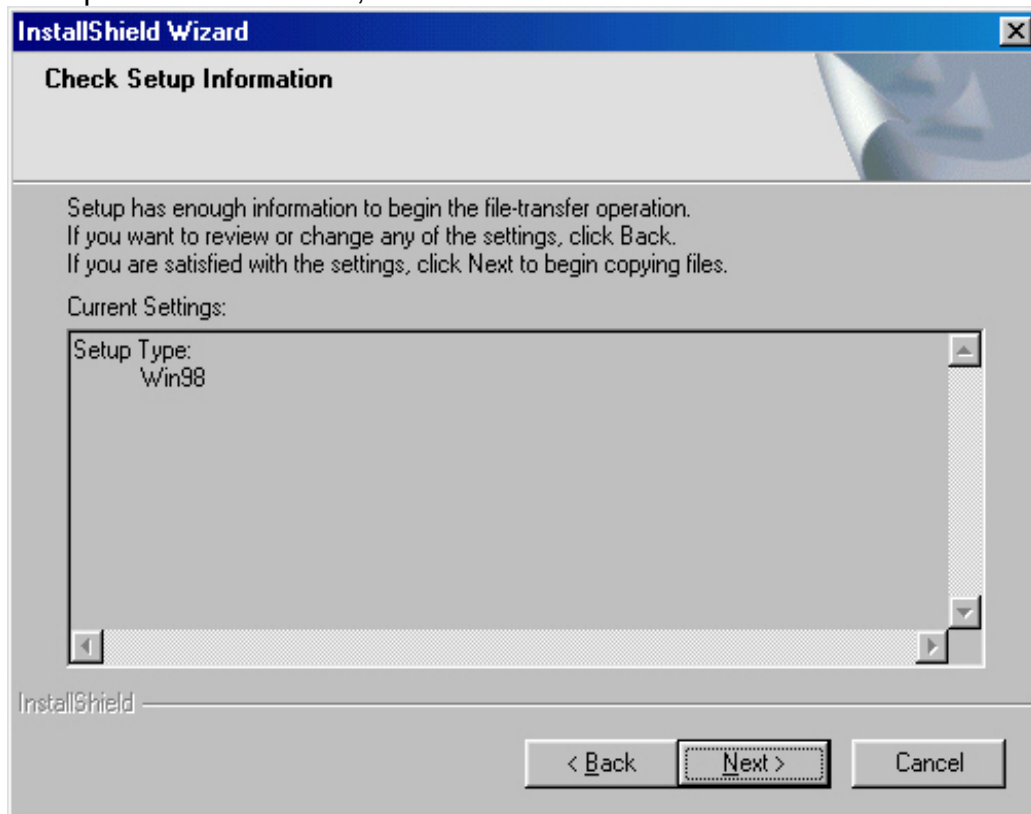 InstallShield Wizard
Check Setup Information
Setup has enough information to begin the file-transfer operation.
If you want to review or change any of the settings, click Back.
If you are satisfied with the settings, click Next to begin copying files.
Current Settings:
Setup Type:
Win98
InstallShield
< Back Next > Cancel